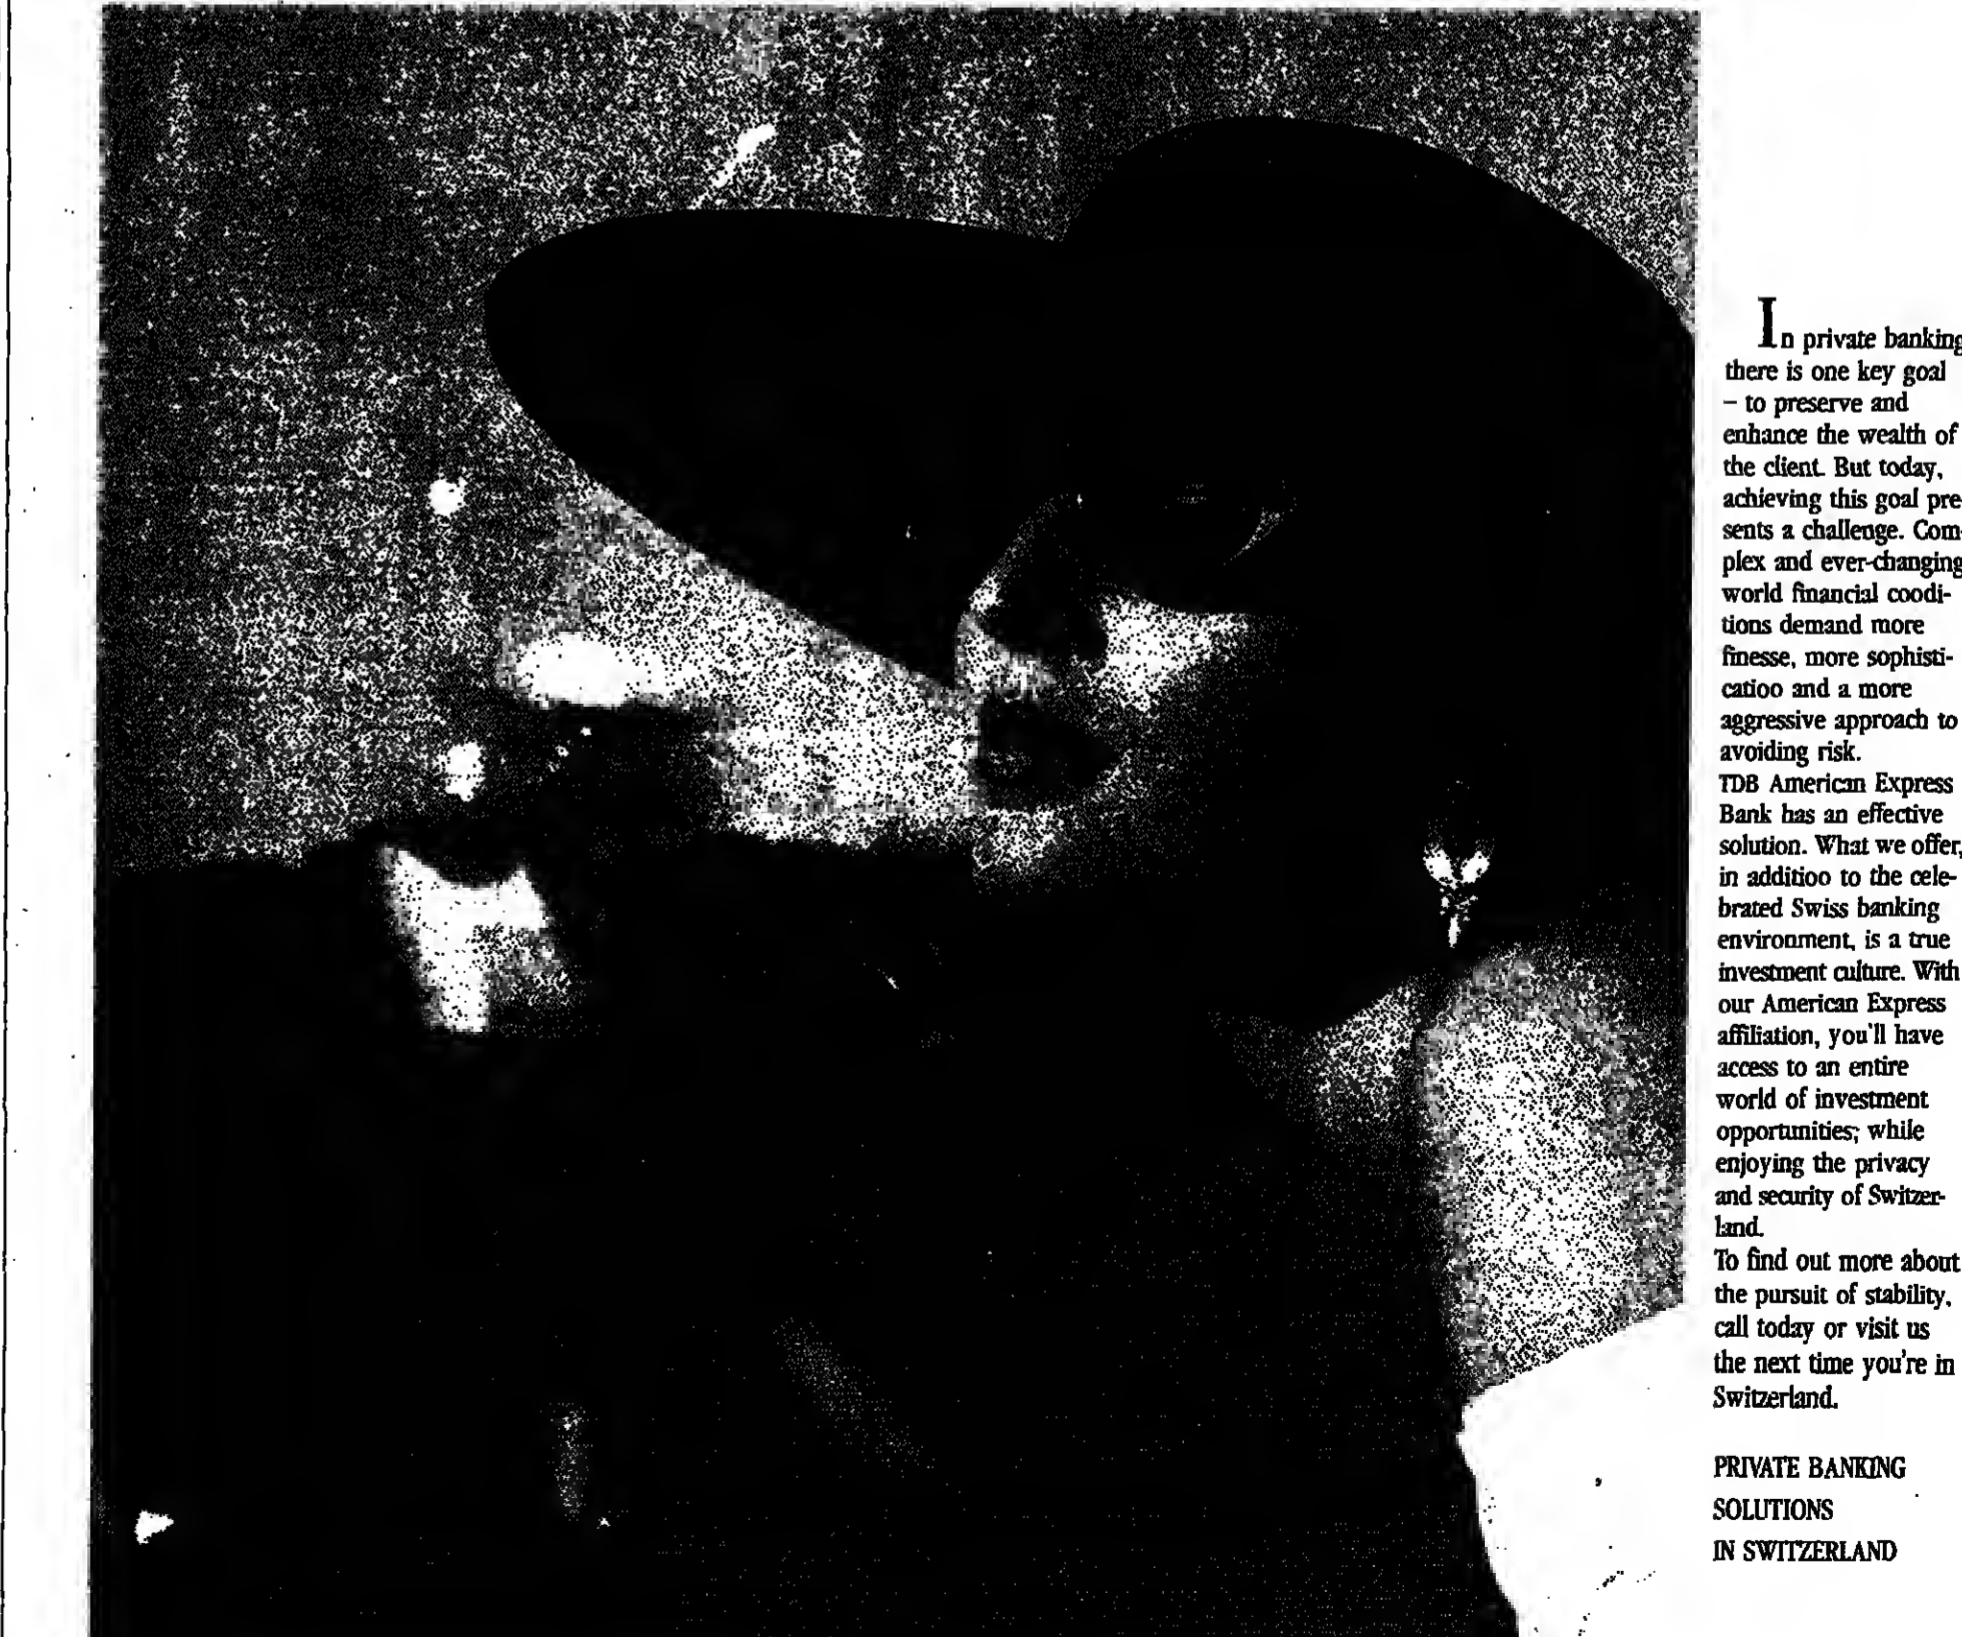 In private banking
there is one key goal
– to preserve and
enhance the wealth of
the client. But today,
achieving this goal pre-
sents a challenge. Com-
plex and ever-changing
world financial coodi-
tions demand more
finesse, more sophisti-
catioo and a more
aggressive approach to
avoiding risk.
TDB American Express
Bank has an effective
solution. What we offer,
in additioo to the cele-
brated Swiss banking
environment, is a true
investment culture. With
our American Express
affiliation, you'll have
access to an entire
world of investment
opportunities; while
enjoying the privacy
and security of Switzer-
land.
To find out more about
the pursuit of stability,
call today or visit us
the next time you're in
Switzerland.
PRIVATE BANKING
SOLUTIONS
IN SWITZERLAND